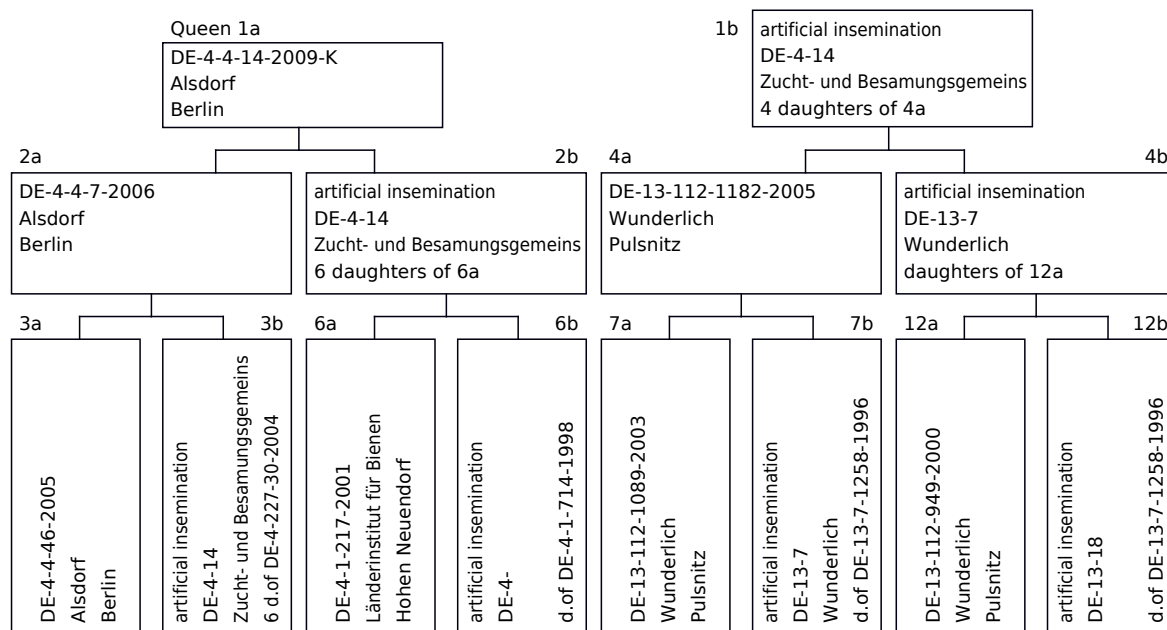 Queen 1a
DE-4-4-14-2009-K
Alsdorf
Berlin
1b
artificial insemination
DE-4-14
Zucht- und Besamungsgemeins
4 daughters of 4a
2a
DE-4-4-7-2006
Alsdorf
Berlin
2b
artificial insemination
DE-4-14
Zucht- und Besamungsgemeins
6 daughters of 6a
4a
DE-13-112-1182-2005
Wunderlich
Pulsnitz
4b
artificial insemination
DE-13-7
Wunderlich
daughters of 12a
3a
DE-4-4-46-2005
Alsdorf
Berlin
3b
artificial insemination
DE-4-14
Zucht- und Besamungsgemeins
6 d.of DE-4-227-30-2004
6a
DE-4-1-217-2001
Länderinstitut für Bienen
Hohen Neuendorf
6b
artificial insemination
DE-4-
d.of DE-4-1-714-1998
7a
DE-13-112-1089-2003
Wunderlich
Pulsnitz
7b
artificial insemination
DE-13-7
Wunderlich
d.of DE-13-7-1258-1996
12a
DE-13-112-949-2000
Wunderlich
Pulsnitz
12b
artificial insemination
DE-13-18
d.of DE-13-7-1258-1996